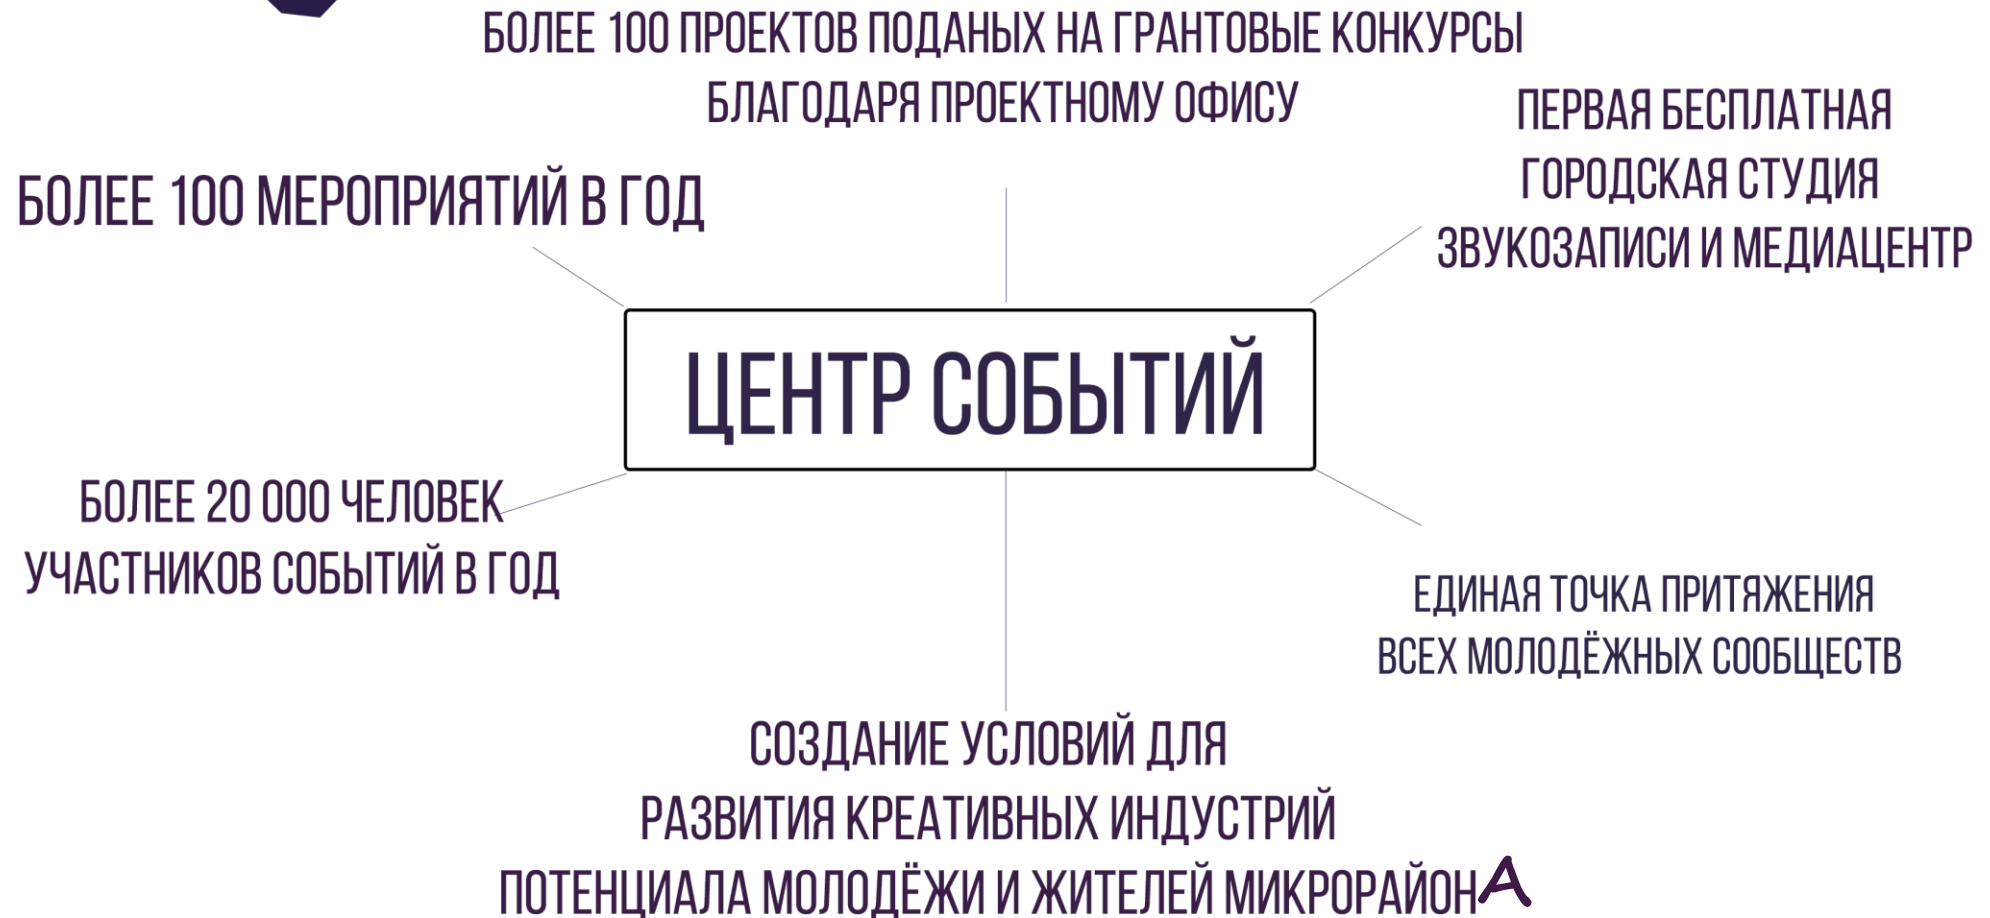 БОЛЕЕ 100 ПРОЕКТОВ ПОДАНЫХ НА ГРАНТОВЫЕ КОНКУРСЫ
БЛАГОДАРЯ ПРОЕКТНОМУ ОФИСУ
ПЕРВАЯ БЕСПЛАТНАЯ
ГОРОДСКАЯ СТУДИЯ
ЗВУКОЗАПИСИ И МЕДИАЦЕНТР
БОЛЕЕ 100 МЕРОПРИЯТИЙ В ГОД
ЦЕНТР СОБЫТИЙ
БОЛЕЕ 20 000 ЧЕЛОВЕК
УЧАСТНИКОВ СОБЫТИЙ В ГОД
ЕДИНАЯ ТОЧКА ПРИТЯЖЕНИЯ
ВСЕХ МОЛОДЁЖНЫХ СООБЩЕСТВ
СОЗДАНИЕ УСЛОВИЙ ДЛЯ
РАЗВИТИЯ КРЕАТИВНЫХ ИНДУСТРИЙ
ПОТЕНЦИАЛА МОЛОДЁЖИ И ЖИТЕЛЕЙ МИКРОРАЙОНА